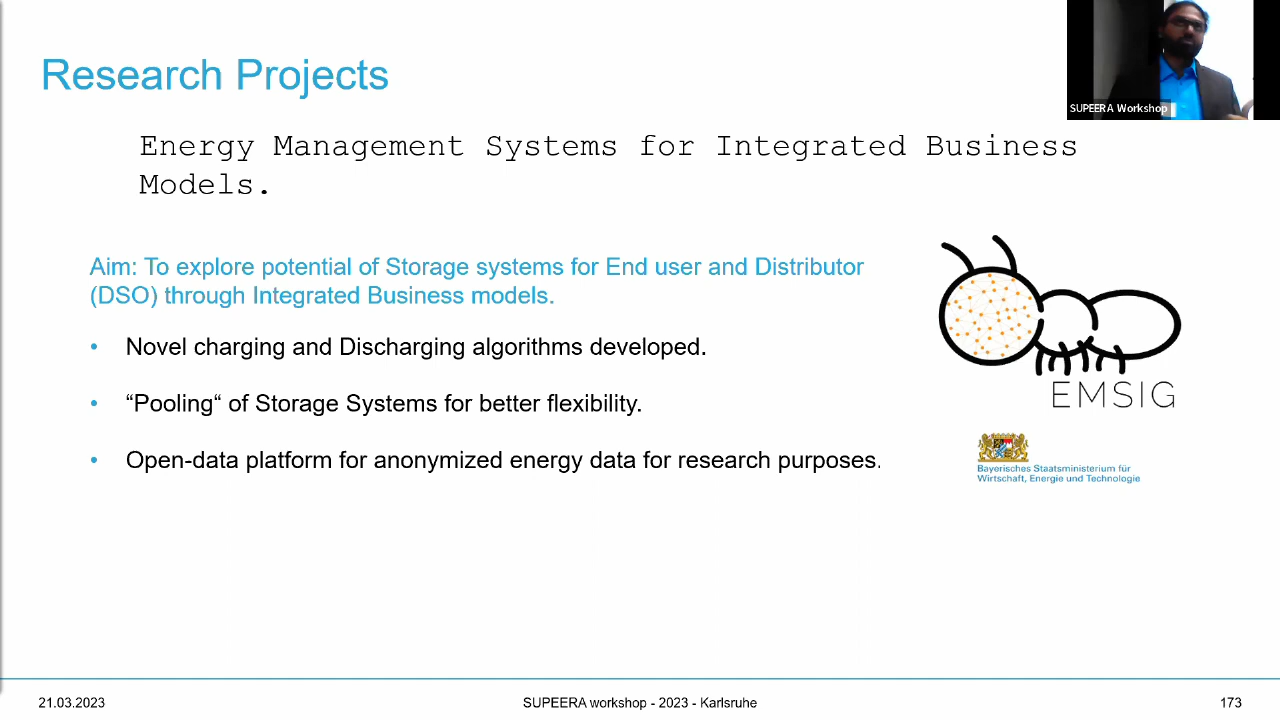 Research Projects
SUPEERA Workshop
Energy Management Systems for Integrated Business
Models.
Aim: To explore potential of Storage systems for End user and Distributor
(DSO) through Integrated Business models.
• Novel charging and Discharging algorithms developed.
• “Pooling“ of Storage Systems for better flexibility.
• Open-data platform for anonymized energy data for research purposes.
EMSIG
Bayerisches Staatsministerium für
Wirtschaft, Energie und Technologie
21.03.2023
SUPEERA workshop - 2023 - Karlsruhe
173